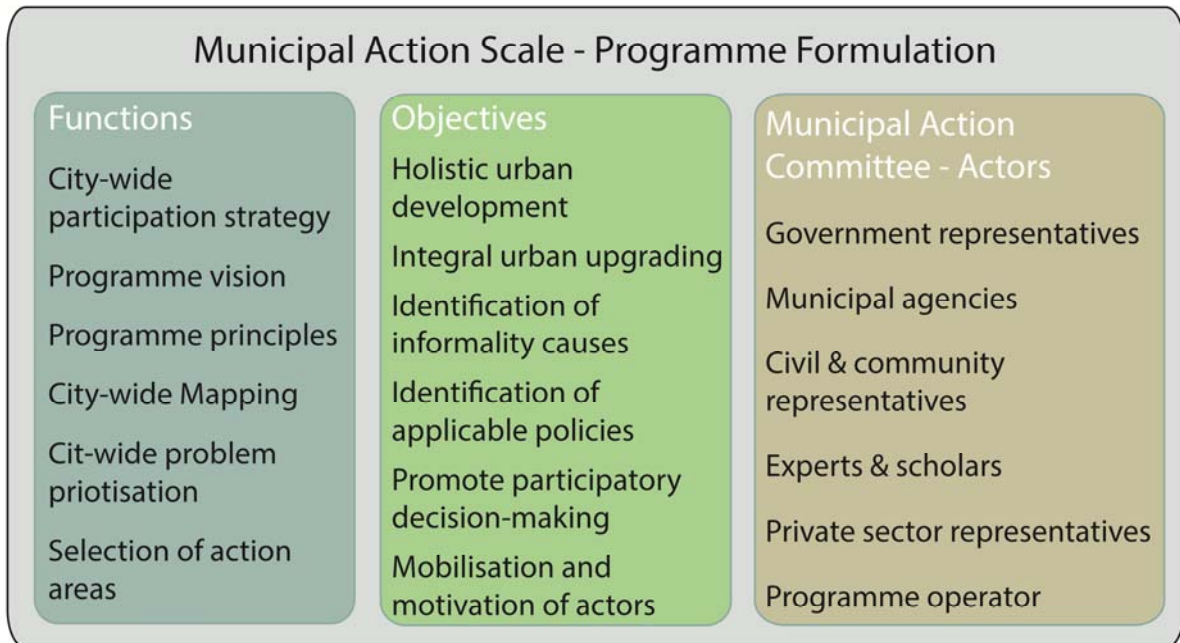 Municipal Action Scale - Programme Formulation
Functions
City-wide
participation strategy
Programme vision
Programme principles
City-wide Mapping
Cit-wide problem
priotisation
Selection of action
areas
Objectives
Holistic urban
development
Integral urban upgrading
Identification of
informality causes
Identification of
applicable policies
Promote participatory
decision-making
Mobilisation and
motivation of actors
Municipal Action
Committee - Actors
Government representatives
Municipal agencies
Civil & community
representatives
Experts & scholars
Private sector representatives
Programme operator